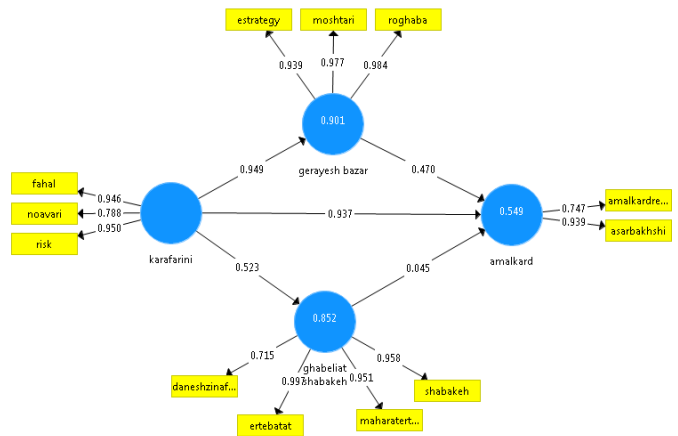 estrategy
moshtari
roghaba
0.939
0.977
0.984
0.901
gerayesh bazar
0.949
0.470
fahal
noavari
risk
0.946
0.788
0.950
karafarini
0.937
0.549
amalkard
0.747
0.939
amalkardre...
asarbakhshi
0.523
0.045
0.852
ghabeliat
shabakeh
0.715
0.997
0.951
0.958
daneshzinaf...
ertebatat
maharatert...
shabakeh